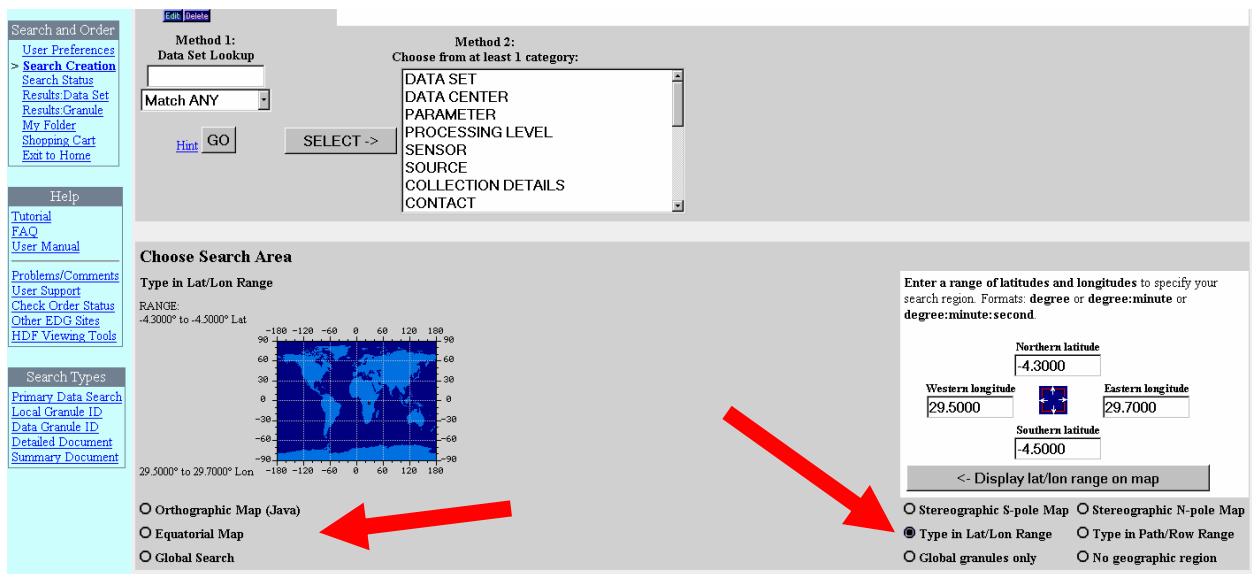 Edit Delete
Search and Order
User Preferences
> Search Creation
Search Status
Results:Data Set
Results:Granule
My Folder
Shopping Cart
Exit to Home
Help
Tutorial
FAQ
User Manual
Problems/Comments
User Support
Check Order Status
Other EDG Sites
HDF Viewing Tools
Search Types
Primary Data Search
Local Granule ID
Data Granule ID
Detailed Document
Summary Document
Method 1:
Data Set Lookup
Match ANY
Hint GO
SELECT ->
Method 2:
Choose from at least 1 category:
DATA SET
DATA CENTER
PARAMETER
PROCESSING LEVEL
SENSOR
SOURCE
COLLECTION DETAILS
CONTACT
Choose Search Area
Type in Lat/Lon Range
RANGE:
-4.3000° to -4.5000° Lat
-180 -120 -60 0 60 120 180
90 90
60 60
30 30
0 0
-30 -30
-60 -60
-90 -90
29.5000° to 29.7000° Lon -180 -120 -60 0 60 120 180
Enter a range of latitudes and longitudes to specify your
search region. Formats: degree or degree:minute or
degree:minute:second.
Northern latitude
-4.3000
Western longitude Eastern longitude
29.5000 29.7000
Southern latitude
-4.5000
<- Display lat/lon range on map
Orthographic Map (Java)
Equatorial Map
Global Search
Stereographic S-pole Map Stereographic N-pole Map
Type in Lat/Lon Range Type in Path/Row Range
Global granules only No geographic region